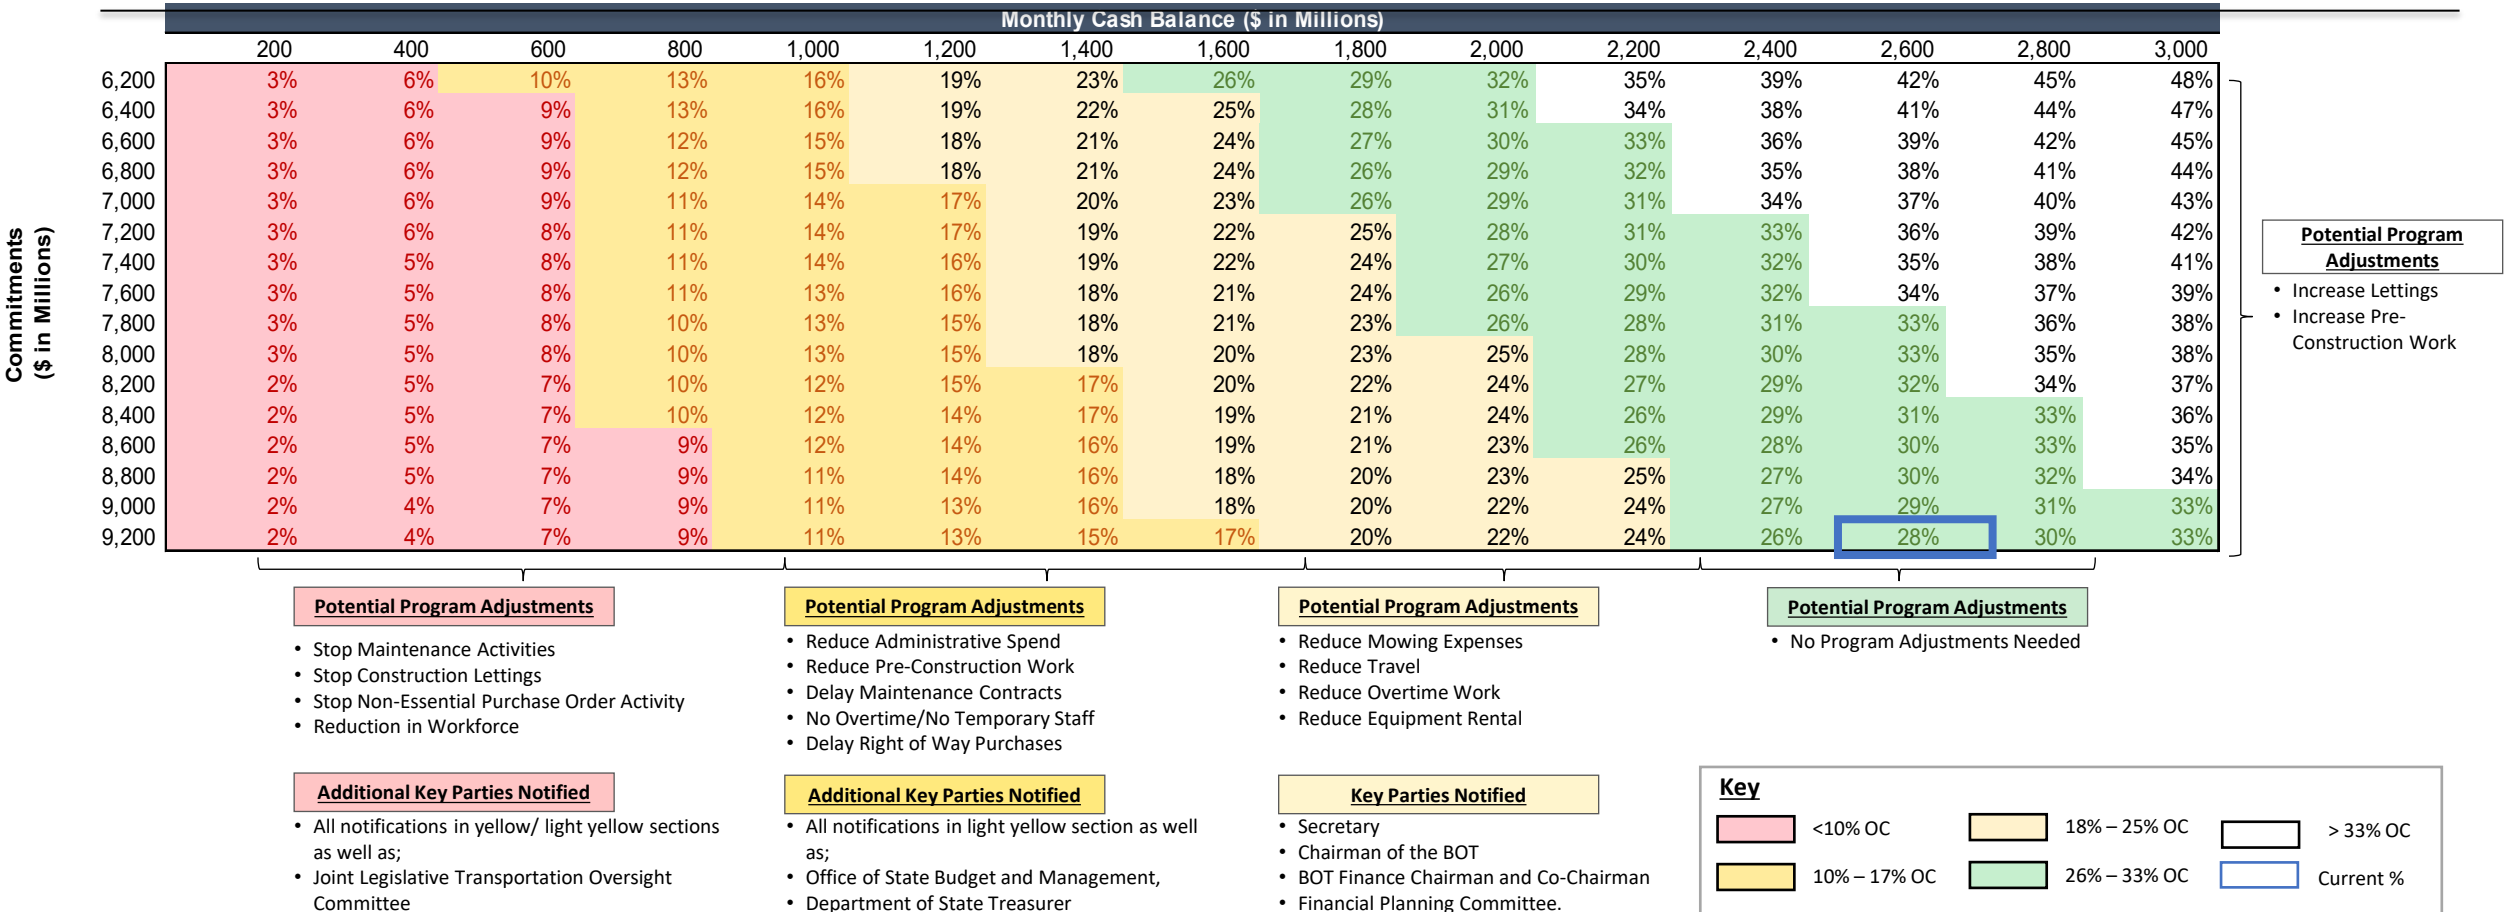 Monthly Cash Balance ($ in Millions)
200 400 600 800 1,000 1,200 1,400 1,600 1,800 2,000 2,200 2,400 2,600 2,800 3,000
Commitments
($ in Millions)
6,200 3% 6% 10% 13% 16% 19% 23% 26% 29% 32% 35% 39% 42% 45% 48%
6,400 3% 6% 9% 13% 16% 19% 22% 25% 28% 31% 34% 38% 41% 44% 47%
6,600 3% 6% 9% 12% 15% 18% 21% 24% 27% 30% 33% 36% 39% 42% 45%
6,800 3% 6% 9% 12% 15% 18% 21% 24% 26% 29% 32% 35% 38% 41% 44%
7,000 3% 6% 9% 11% 14% 17% 20% 23% 26% 29% 31% 34% 37% 40% 43%
7,200 3% 6% 8% 11% 14% 17% 19% 22% 25% 28% 31% 33% 36% 39% 42%
7,400 3% 5% 8% 11% 14% 16% 19% 22% 24% 27% 30% 32% 35% 38% 41%
7,600 3% 5% 8% 11% 13% 16% 18% 21% 24% 26% 29% 32% 34% 37% 39%
7,800 3% 5% 8% 10% 13% 15% 18% 21% 23% 26% 28% 31% 33% 36% 38%
8,000 3% 5% 8% 10% 13% 15% 18% 20% 23% 25% 28% 30% 33% 35% 38%
8,200 2% 5% 7% 10% 12% 15% 17% 20% 22% 24% 27% 29% 32% 34% 37%
8,400 2% 5% 7% 10% 12% 14% 17% 19% 21% 24% 26% 29% 31% 33% 36%
8,600 2% 5% 7% 9% 12% 14% 16% 19% 21% 23% 26% 28% 30% 33% 35%
8,800 2% 5% 7% 9% 11% 14% 16% 18% 20% 23% 25% 27% 30% 32% 34%
9,000 2% 4% 7% 9% 11% 13% 16% 18% 20% 22% 24% 27% 29% 31% 33%
9,200 2% 4% 7% 9% 11% 13% 15% 17% 20% 22% 24% 26% 28% 30% 33%
Potential Program
Adjustments
• Increase Lettings
• Increase Pre-
Construction Work
Potential Program Adjustments
• Stop Maintenance Activities
• Stop Construction Lettings
• Stop Non-Essential Purchase Order Activity
• Reduction in Workforce
Additional Key Parties Notified
• All notifications in yellow/ light yellow sections
as well as;
• Joint Legislative Transportation Oversight
Committee
Potential Program Adjustments
• Reduce Administrative Spend
• Reduce Pre-Construction Work
• Delay Maintenance Contracts
• No Overtime/No Temporary Staff
• Delay Right of Way Purchases
Additional Key Parties Notified
• All notifications in light yellow section as well
as;
• Office of State Budget and Management,
• Department of State Treasurer
Potential Program Adjustments
• Reduce Mowing Expenses
• Reduce Travel
• Reduce Overtime Work
• Reduce Equipment Rental
Key Parties Notified
• Secretary
• Chairman of the BOT
• BOT Finance Chairman and Co-Chairman
• Financial Planning Committee.
Potential Program Adjustments
• No Program Adjustments Needed
Key
<10% OC
18% – 25% OC
> 33% OC
10% – 17% OC
26% – 33% OC
Current %